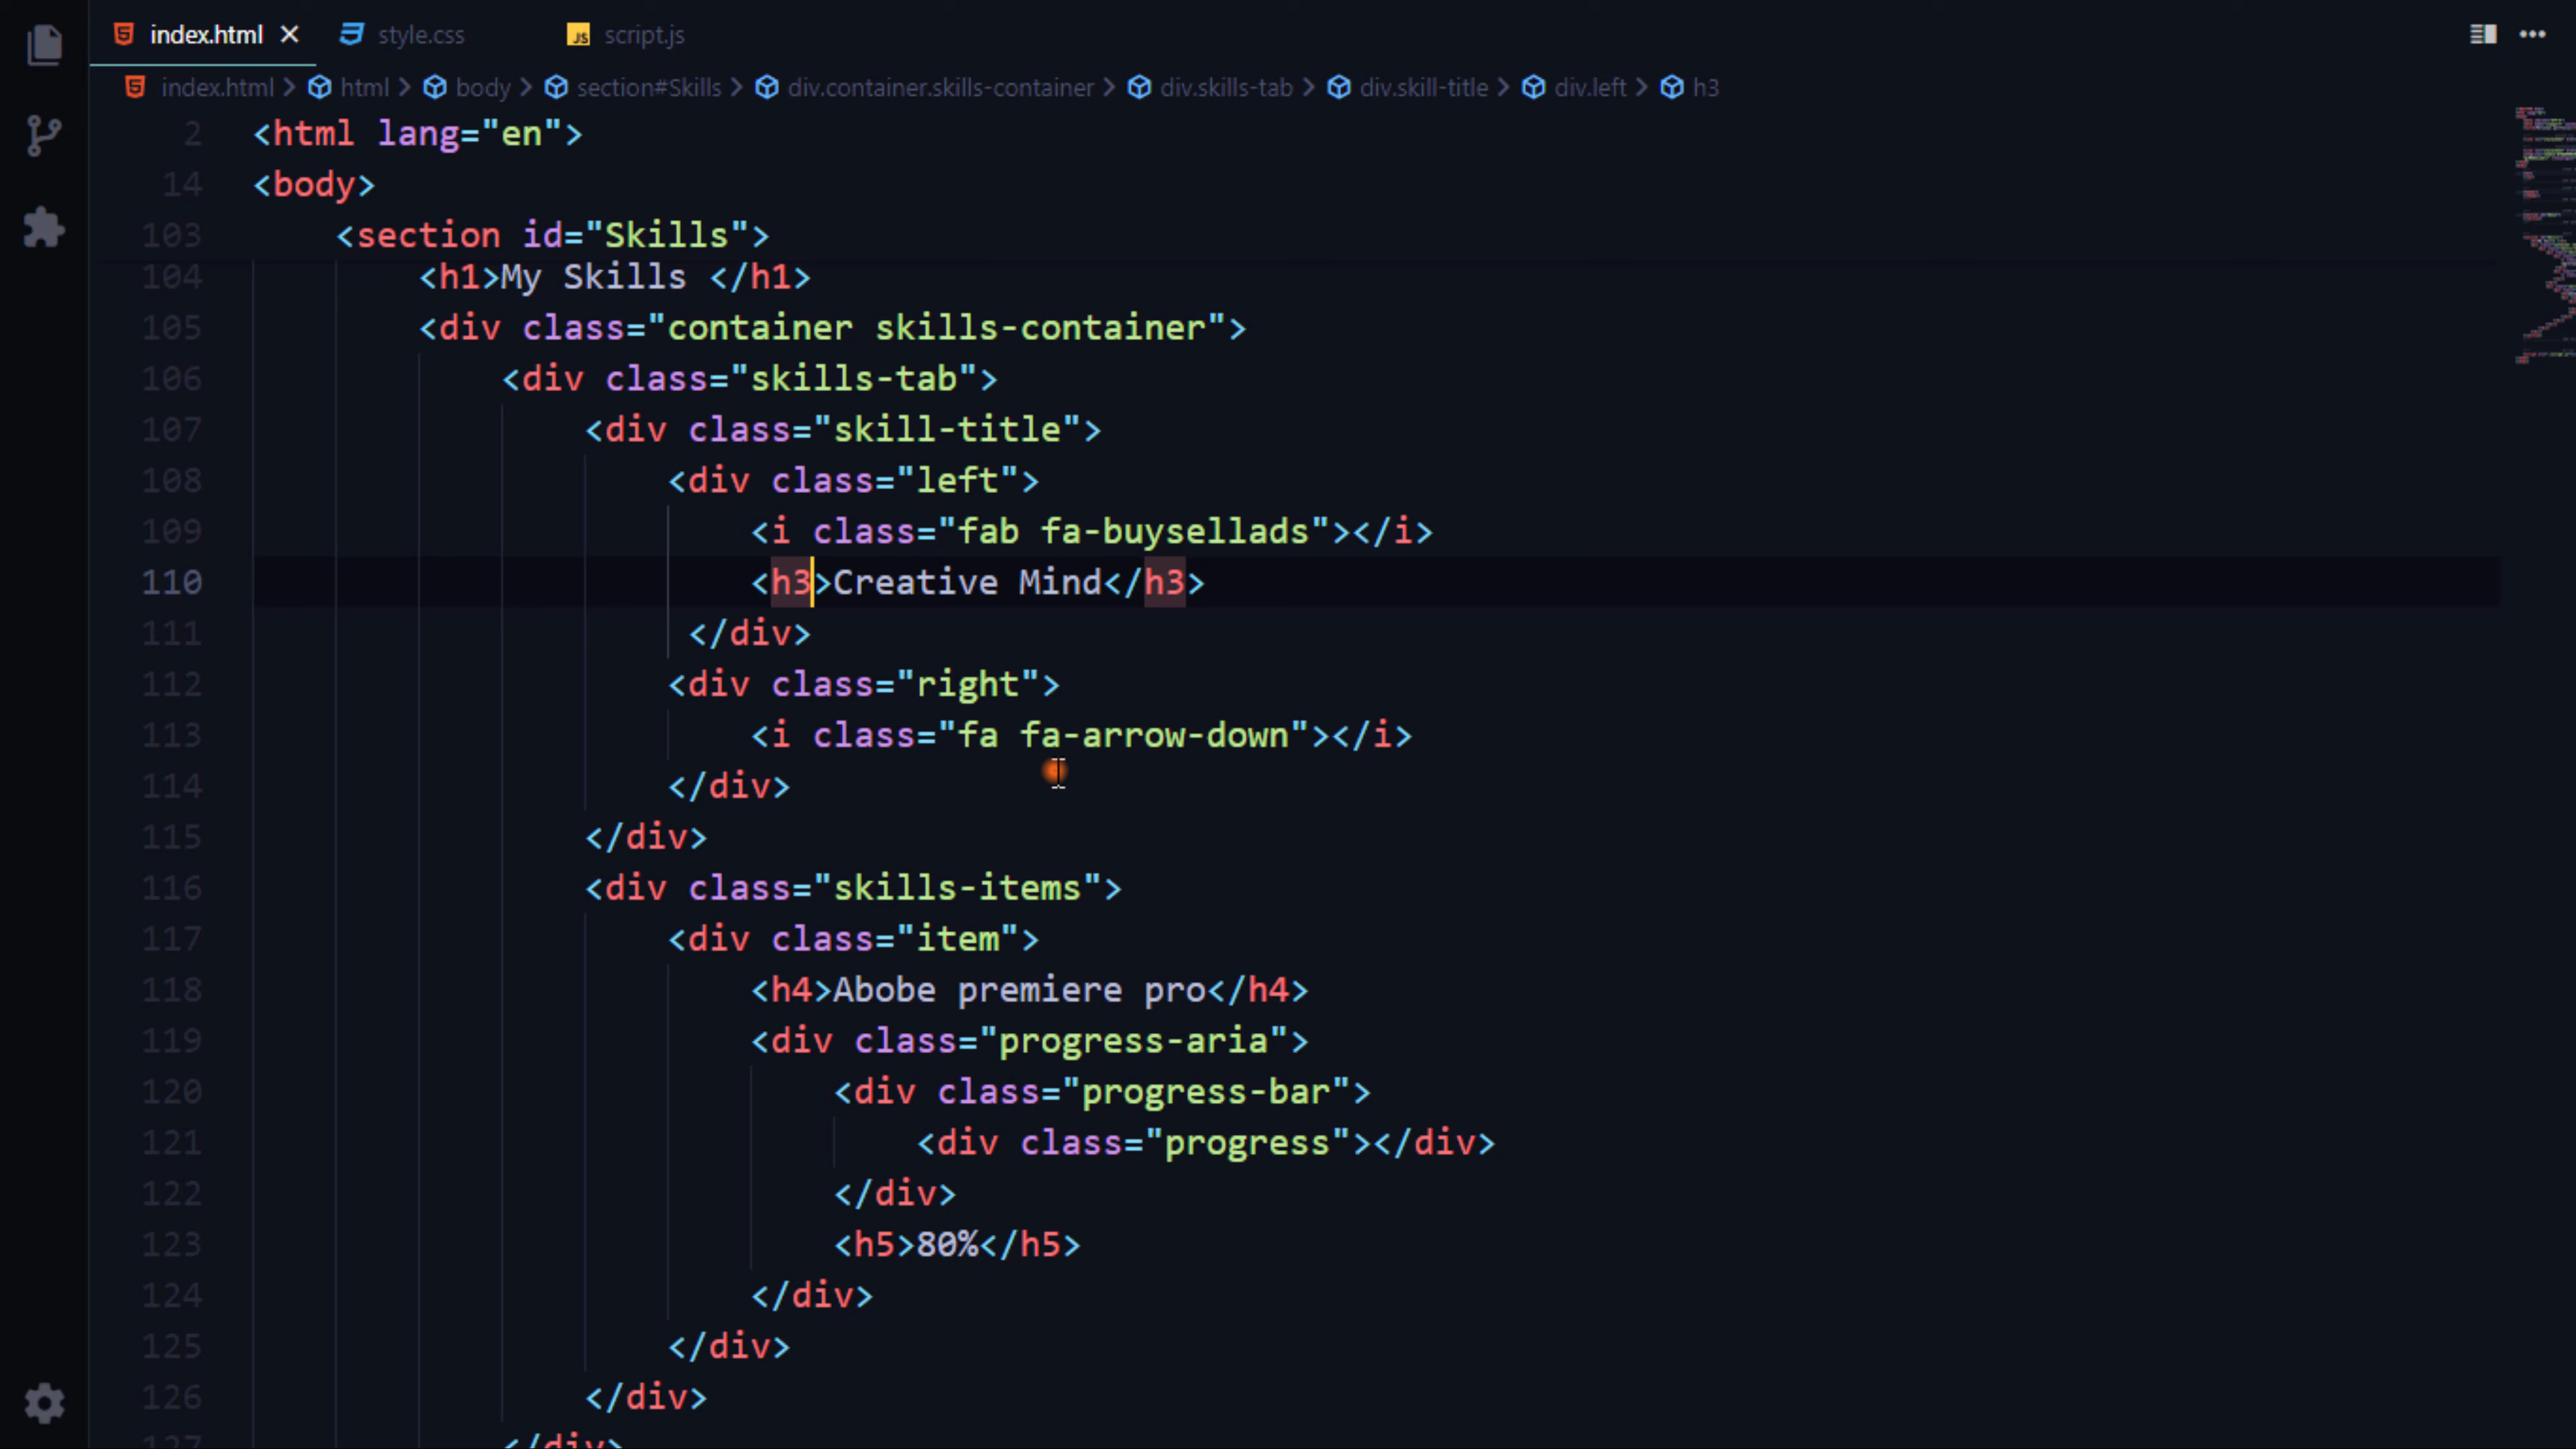 index.html style.css JS script.js
index.html > html > body > section#Skills > div.container.skills-container > div.skills-tab > div.skill-title > div.left > h3
2 <html lang="en">
14 <body>
103 <section id="Skills">
104 <h1>My Skills </h1>
105 <div class="container skills-container">
106 <div class="skills-tab">
107 <div class="skill-title">
108 <div class="left">
109 <i class="fab fa-buysellads"></i>
110 <h3>Creative Mind</h3>
111 </div>
112 <div class="right">
113 <i class="fa fa-arrow-down"></i>
114 </div>
115 </div>
116 <div class="skills-items">
117 <div class="item">
118 <h4>Abobe premiere pro</h4>
119 <div class="progress-aria">
120 <div class="progress-bar">
121 <div class="progress"></div>
122 </div>
123 <h5>80%</h5>
124 </div>
125 </div>
126 </div>
127 </div>